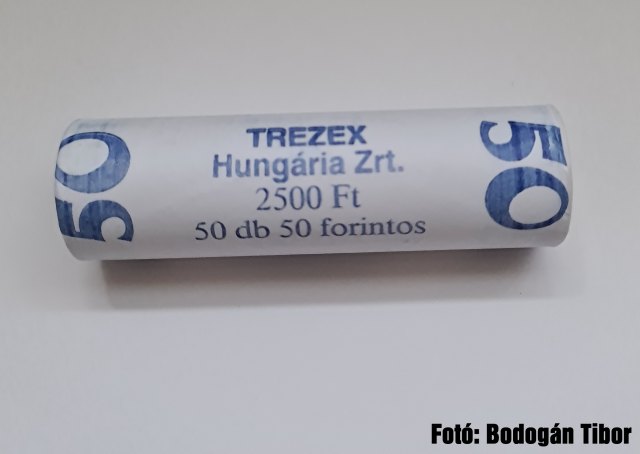 50
TREZEX
Hungária Zrt.
2500 Ft
50 db 50 forintos
50
Fotó: Bodogán Tibor